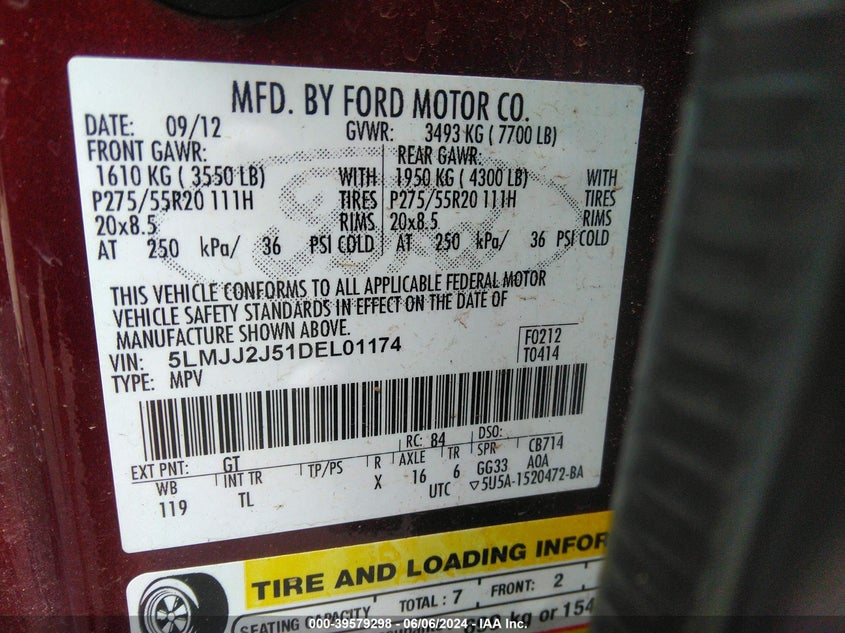 MFD. BY FORD MOTOR CO.
DATE: 09/12 GVWR: 3493 KG ( 7700 LB)
FRONT GAWR: REAR GAWR:
1610 KG ( 3550 LB) WITH 1950 KG ( 4300 LB) WITH
P275/55R20 111H TIRES P275/55R20 111H TIRES
20x8.5 RIMS 20x8.5 RIMS
AT 250 kPa/ 36 PSI COLD AT 250 kPa/ 36 PSI COLD
THIS VEHICLE CONFORMS TO ALL APPLICABLE FEDERAL MOTOR
VEHICLE SAFETY STANDARDS IN EFFECT ON THE DATE OF
MANUFACTURE SHOWN ABOVE.
VIN: 5LMJJ2J51DEL01174 F0212
TYPE: MPV T0414
EXT PNT: GT RC: 84 DSO:
WB INT TR TP/PS R AXLE TR SPR CB714
119 TL X 16 6 GG33 AOA
UTC ▽5U5A-1520472-BA
TIRE AND LOADING INFOR
SEATING CAPACITY TOTAL : 7 FRONT: 2
kg or 154
000-39579298 - 06/06/2024 - IAA Inc.